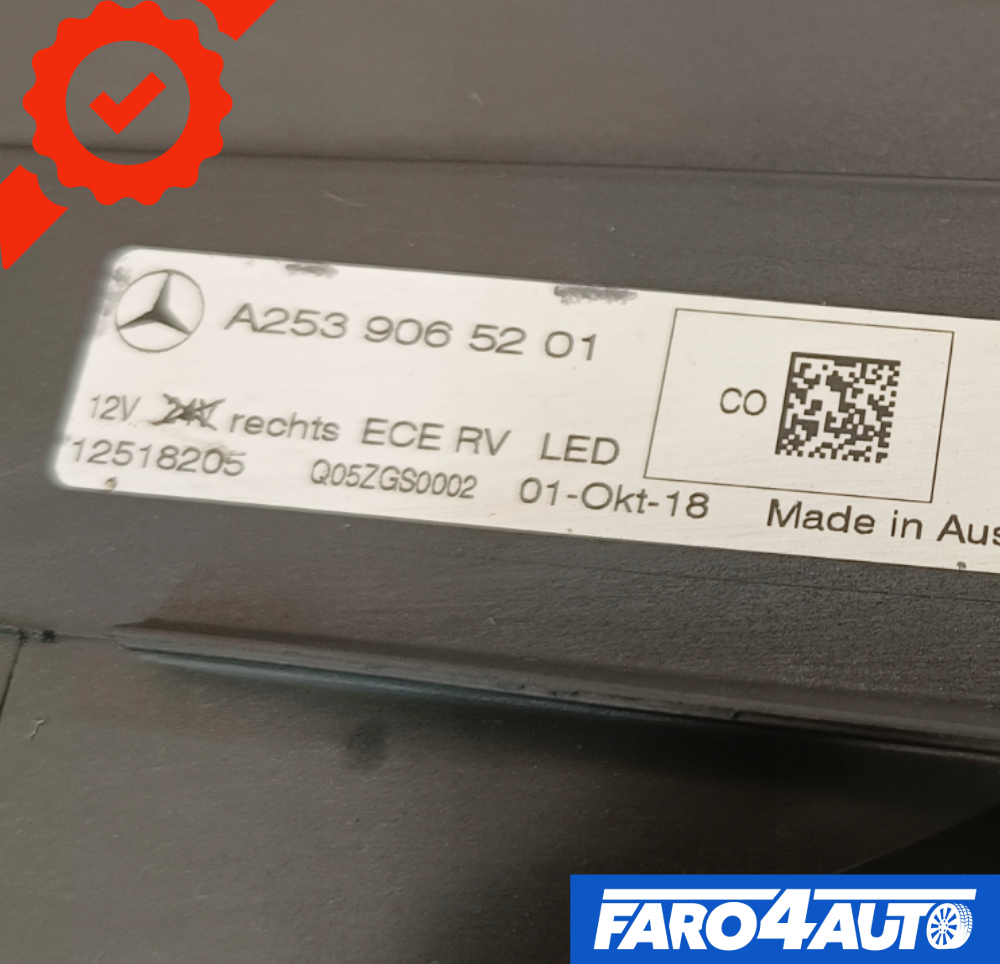 A253 906 52 01
12V 24V rechts ECE RV LED
CO
12518205 Q05ZGS0002 01-Okt-18 Made in Aus
FARO4AUTO